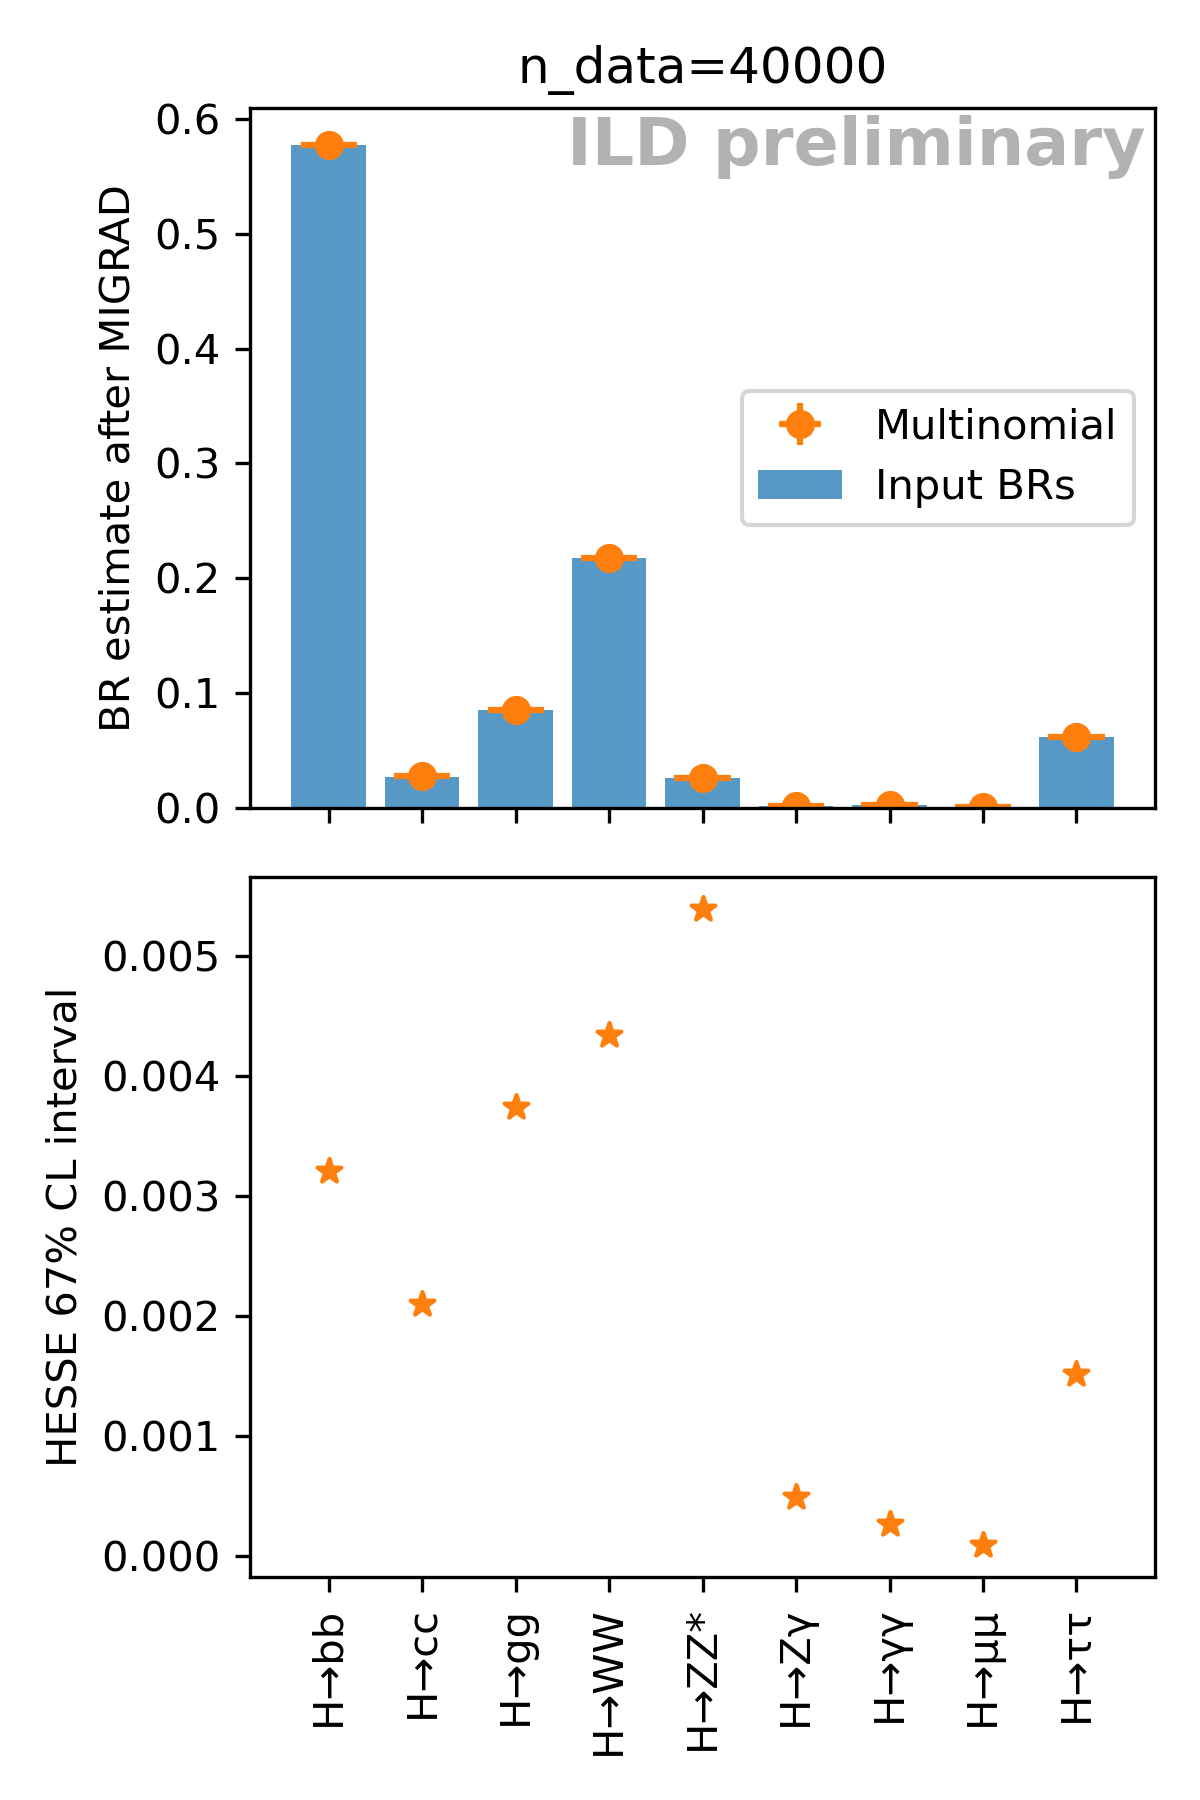 n_data=40000
ILD preliminary
BR estimate after MIGRAD
0.6
0.5
0.4
0.3
0.2
0.1
0.0
Multinomial
Input BRs
HESSE 67% CL interval
0.005
0.004
0.003
0.002
0.001
0.000
H→bb
H→cc
H→gg
H→WW
H→ZZ*
H→Zγ
H→γγ
H→μμ
H→ττ